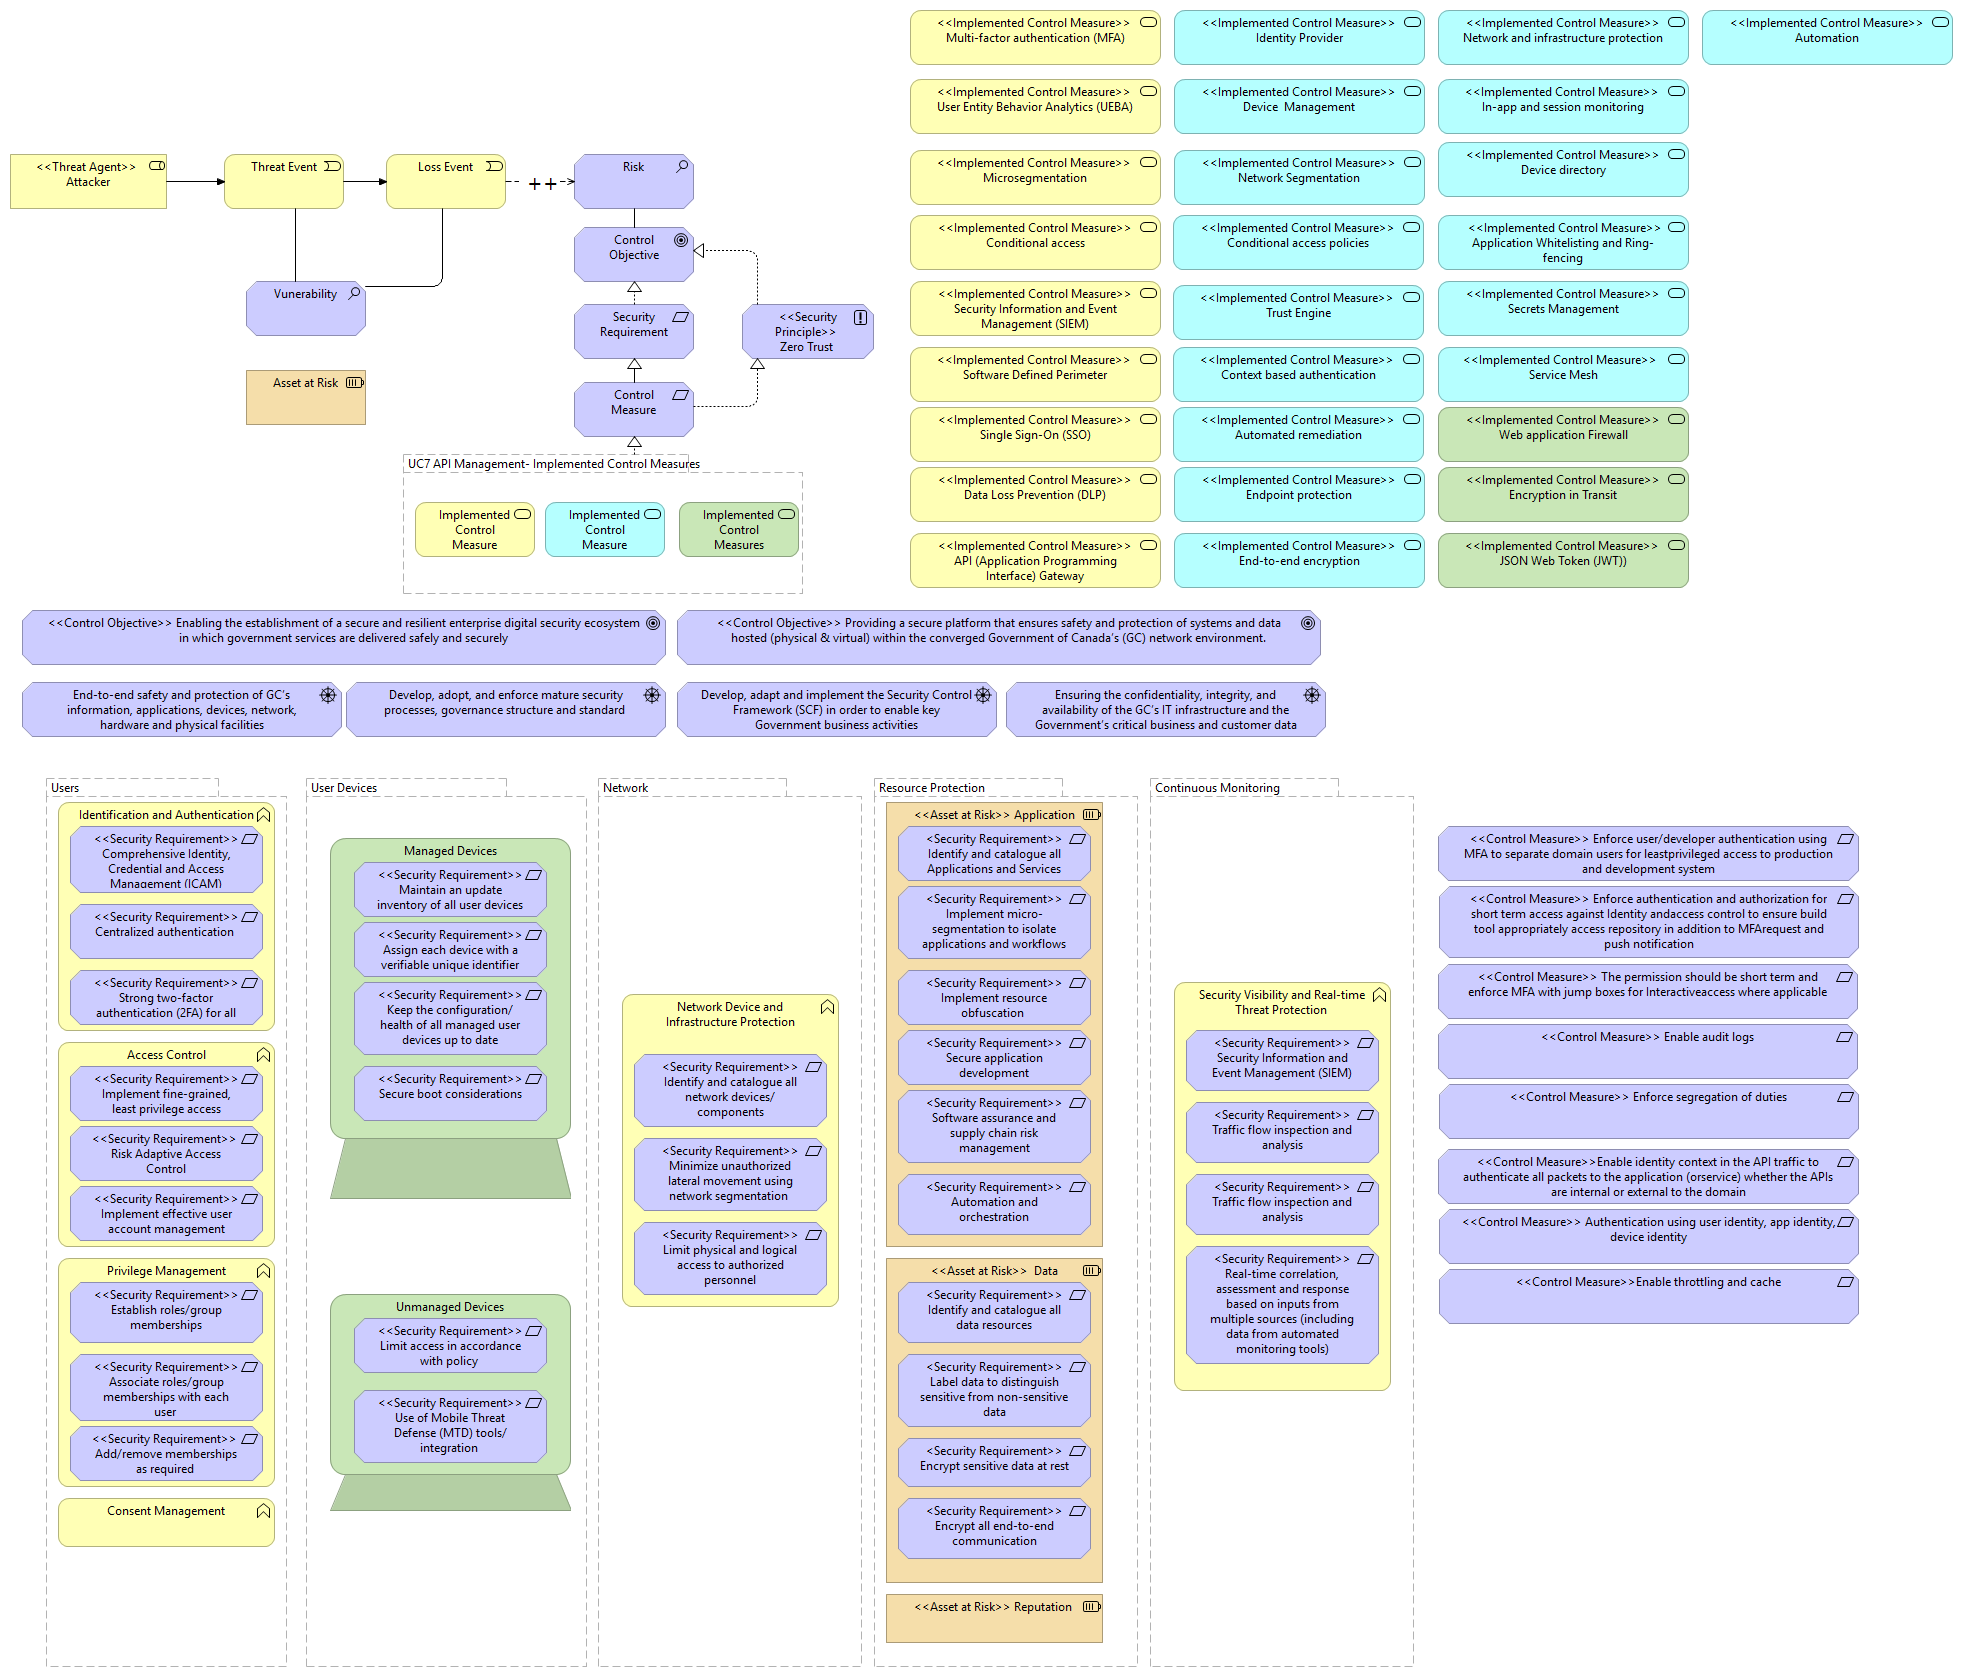 <<Implemented Control Measure>>
Multi-factor authentication (MFA)
<<Implemented Control Measure>>
Identity Provider
<<Implemented Control Measure>>
Network and infrastructure protection
<<Implemented Control Measure>>
Automation
<<Implemented Control Measure>>
User Entity Behavior Analytics (UEBA)
<<Implemented Control Measure>>
Device  Management
<<Implemented Control Measure>>
In-app and session monitoring
<<Implemented Control Measure>>
Microsegmentation
<<Implemented Control Measure>>
Network Segmentation
<<Implemented Control Measure>>
Device directory
<<Implemented Control Measure>>
Conditional access
<<Implemented Control Measure>>
Conditional access policies
<<Implemented Control Measure>>
Application Whitelisting and Ring-
fencing
<<Implemented Control Measure>>
Security Information and Event
Management (SIEM)
<<Implemented Control Measure>>
Trust Engine
<<Implemented Control Measure>>
Secrets Management
<<Implemented Control Measure>>
Software Defined Perimeter
<<Implemented Control Measure>>
Context based authentication
<<Implemented Control Measure>>
Service Mesh
<<Implemented Control Measure>>
Single Sign-On (SSO)
<<Implemented Control Measure>>
Automated remediation
<<Implemented Control Measure>>
Web application Firewall
<<Implemented Control Measure>>
Data Loss Prevention (DLP)
<<Implemented Control Measure>>
Endpoint protection
<<Implemented Control Measure>>
Encryption in Transit
<<Implemented Control Measure>>
API (Application Programming
Interface) Gateway
<<Implemented Control Measure>>
End-to-end encryption
<<Implemented Control Measure>>
JSON Web Token (JWT))
<<Threat Agent>>
Attacker
Threat Event
Loss Event
++
Risk
Control
Objective
Vunerability
Security
Requirement
<<Security
Principle>>
Zero Trust
Asset at Risk
Control
Measure
UC7 API Management- Implemented Control Measures
Implemented
Control
Measure
Implemented
Control
Measure
Implemented
Control
Measures
<<Control Objective>> Enabling the establishment of a secure and resilient enterprise digital security ecosystem
in which government services are delivered safely and securely
<<Control Objective>> Providing a secure platform that ensures safety and protection of systems and data
hosted (physical & virtual) within the converged Government of Canada's (GC) network environment.
End-to-end safety and protection of GC's
information, applications, devices, network,
hardware and physical facilities
Develop, adopt, and enforce mature security
processes, governance structure and standard
Develop, adapt and implement the Security Control
Framework (SCF) in order to enable key
Government business activities
Ensuring the confidentiality, integrity, and
availability of the GC's IT infrastructure and the
Government's critical business and customer data
Users
Identification and Authentication
<<Security Requirement>>
Comprehensive Identity,
Credential and Access
Management (ICAM)
<<Security Requirement>>
Centralized authentication
<<Security Requirement>>
Strong two-factor
authentication (2FA) for all
Access Control
<<Security Requirement>>
Implement fine-grained,
least privilege access
<<Security Requirement>>
Risk Adaptive Access
Control
<<Security Requirement>>
Implement effective user
account management
Privilege Management
<<Security Requirement>>
Establish roles/group
memberships
<<Security Requirement>>
Associate roles/group
memberships with each
user
<<Security Requirement>>
Add/remove memberships
as required
Consent Management
User Devices
Managed Devices
<<Security Requirement>>
Maintain an update
inventory of all user devices
<<Security Requirement>>
Assign each device with a
verifiable unique identifier
<<Security Requirement>>
Keep the configuration/
health of all managed user
devices up to date
<<Security Requirement>>
Secure boot considerations
Unmanaged Devices
<<Security Requirement>>
Limit access in accordance
with policy
<<Security Requirement>>
Use of Mobile Threat
Defense (MTD) tools/
integration
Network
Network Device and
Infrastructure Protection
<Security Requirement>>
Identify and catalogue all
network devices/
components
<Security Requirement>>
Minimize unauthorized
lateral movement using
network segmentation
<Security Requirement>>
Limit physical and logical
access to authorized
personnel
Resource Protection
<<Asset at Risk>> Application
<Security Requirement>>
Identify and catalogue all
Applications and Services
<Security Requirement>>
Implement micro-
segmentation to isolate
applications and workflows
<Security Requirement>>
Implement resource
obfuscation
<Security Requirement>>
Secure application
development
<Security Requirement>>
Software assurance and
supply chain risk
management
<Security Requirement>>
Automation and
orchestration
<<Asset at Risk>>  Data
<Security Requirement>>
Identify and catalogue all
data resources
<Security Requirement>>
Label data to distinguish
sensitive from non-sensitive
data
<Security Requirement>>
Encrypt sensitive data at rest
<Security Requirement>>
Encrypt all end-to-end
communication
<<Asset at Risk>> Reputation
Continuous Monitoring
Security Visibility and Real-time
Threat Protection
<Security Requirement>>
Security Information and
Event Management (SIEM)
<Security Requirement>>
Traffic flow inspection and
analysis
<Security Requirement>>
Traffic flow inspection and
analysis
<Security Requirement>>
Real-time correlation,
assessment and response
based on inputs from
multiple sources (including
data from automated
monitoring tools)
<<Control Measure>> Enforce user/developer authentication using
MFA to separate domain users for leastprivileged access to production
and development system
<<Control Measure>> Enforce authentication and authorization for
short term access against Identity andaccess control to ensure build
tool appropriately access repository in addition to MFArequest and
push notification
<<Control Measure>> The permission should be short term and
enforce MFA with jump boxes for Interactiveaccess where applicable
<<Control Measure>> Enable audit logs
<<Control Measure>> Enforce segregation of duties
<<Control Measure>>Enable identity context in the API traffic to
authenticate all packets to the application (orservice) whether the APIs
are internal or external to the domain
<<Control Measure>> Authentication using user identity, app identity,
device identity
<<Control Measure>>Enable throttling and cache